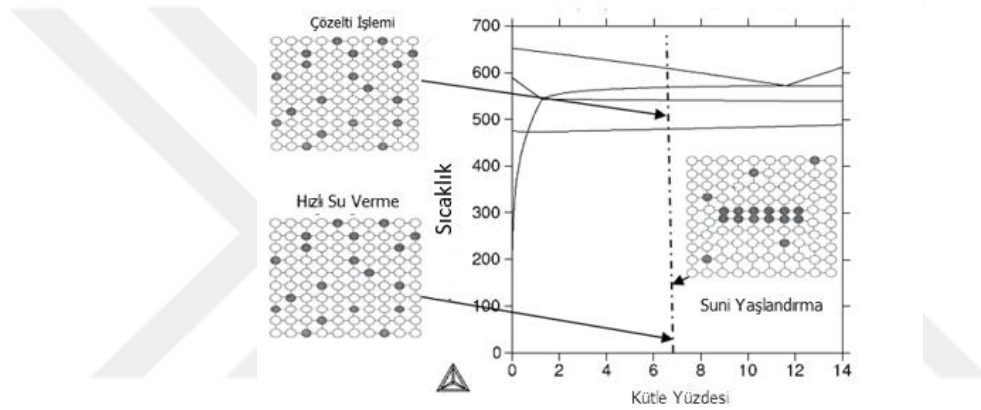 Çözelti İşlemi
Hızlı Su Verme
Sıcaklık
700
600
500
400
300
200
100
0
0 2 4 6 8 10 12 14
Kütle Yüzdesi
Suni Yaşlandırma